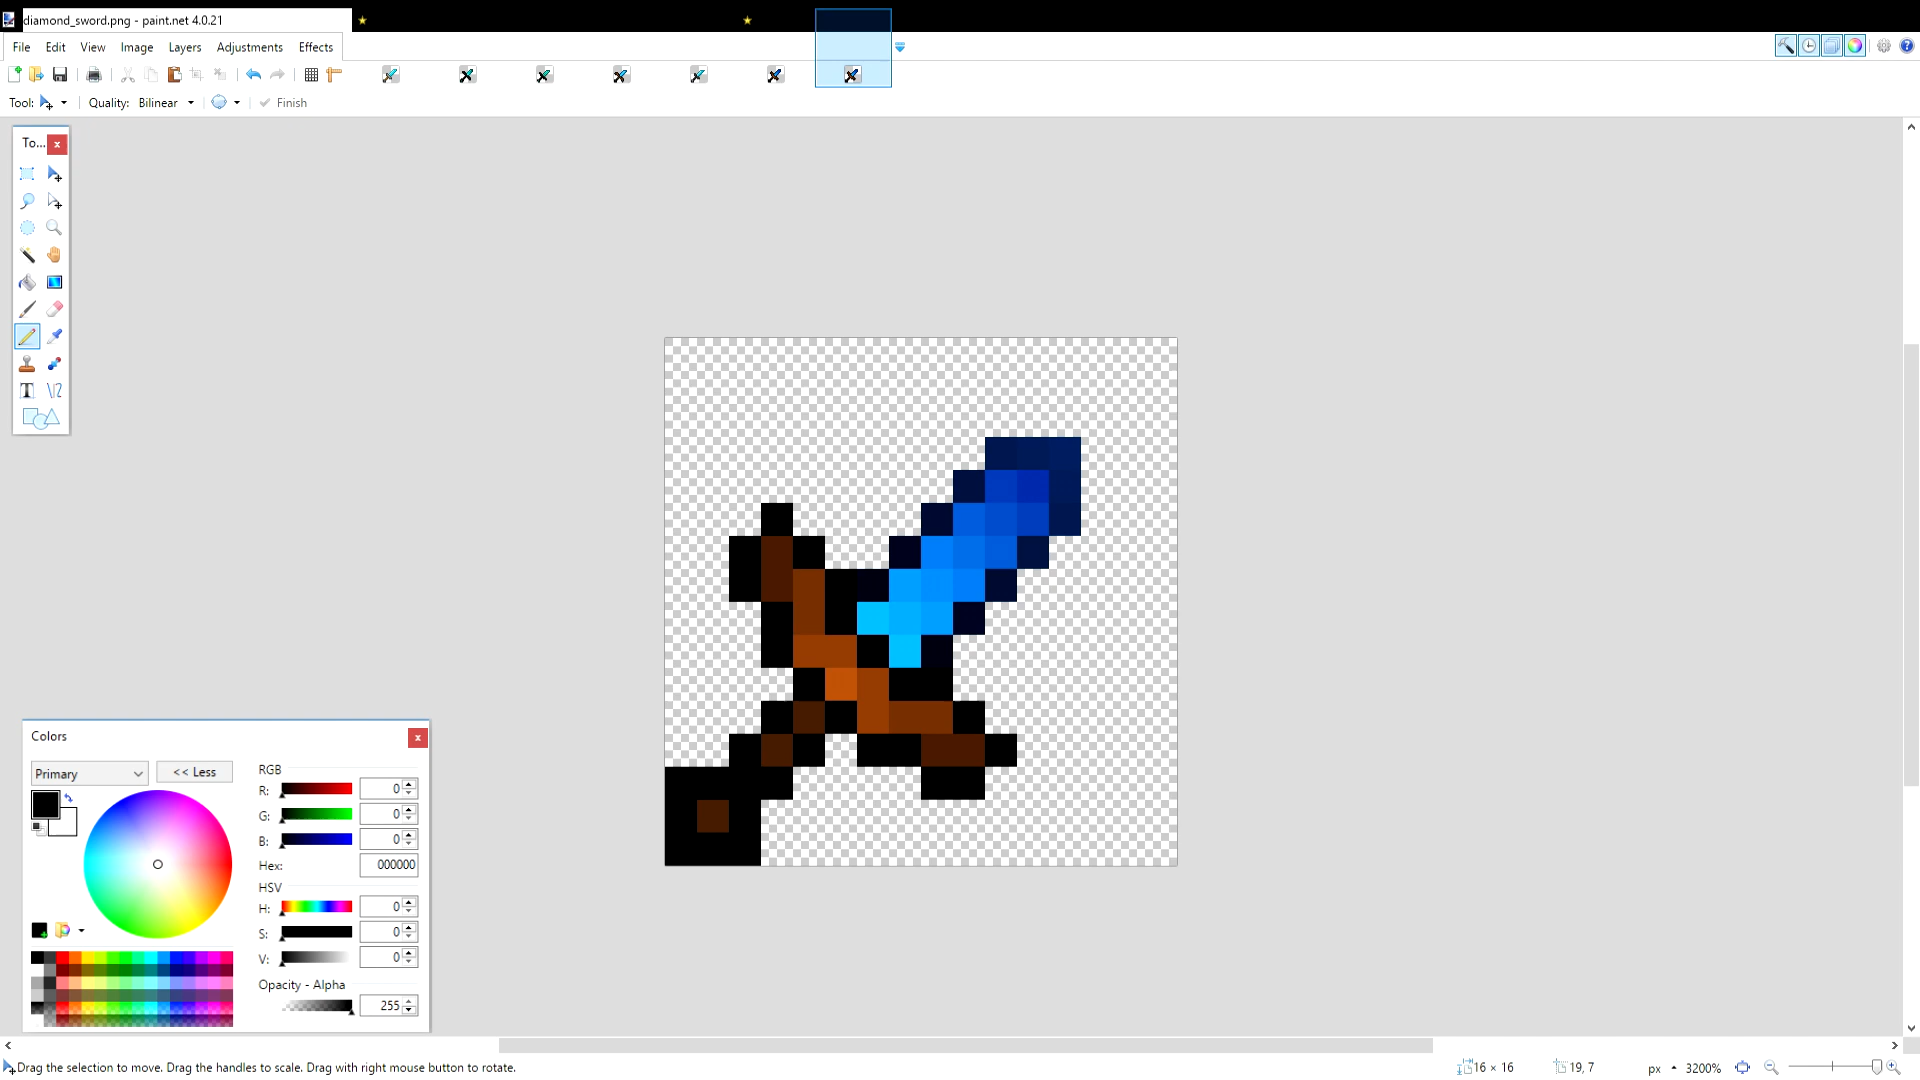 diamond_sword.png - paint.net 4.0.21
File Edit View Image Layers Adjustments Effects
Tool: Quality: Bilinear Finish
To...
Colors
Primary << Less
RGB
R: 0
G: 0
B: 0
Hex: 000000
HSV
H: 0
S: 0
V: 0
Opacity - Alpha
255
Drag the selection to move. Drag the handles to scale. Drag with right mouse button to rotate. 16 × 16 19, 7 px 3200%